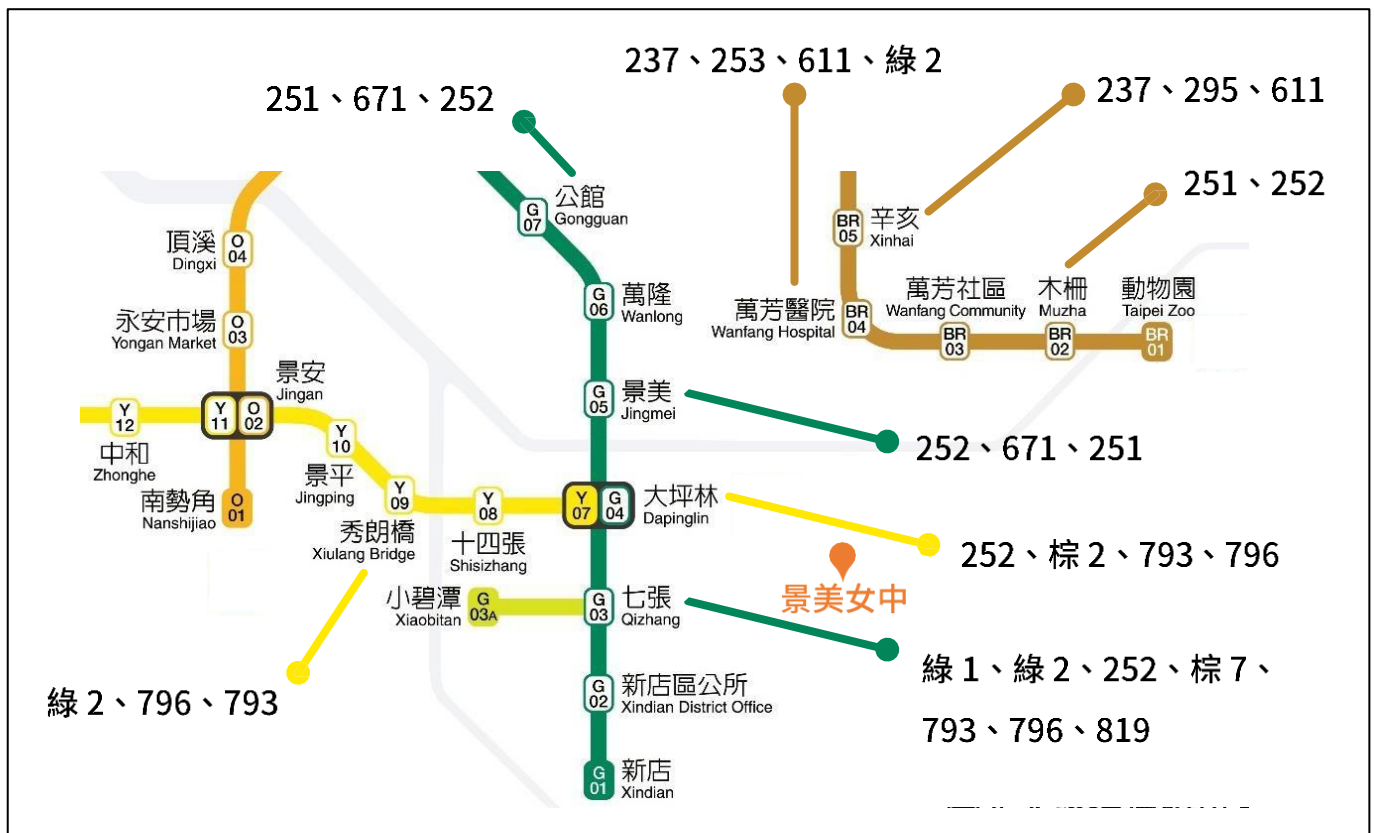 237、253、611、綠 2
251、671、252
237、295、611
251、252
公館
Gongguan
G
07
頂溪
Dingxi
O
04
萬隆
Wanlong
G
06
永安市場
Yongan Market
O
03
辛亥
Xinhai
BR
05
萬芳醫院
Wanfang Hospital
BR
04
萬芳社區
Wanfang Community
BR
03
木柵
Muzha
BR
02
動物園
Taipei Zoo
BR
01
景安
Jingan
Y
11
O
02
景美
Jingmei
G
05
252、671、251
Y
12
中和
Zhonghe
Y
10
景平
Jingping
南勢角
Nanshijiao
O
01
Y
09
秀朗橋
Xiulang Bridge
Y
08
十四張
Shisizhang
Y
07
G
04
大坪林
Dapinglin
252、棕 2、793、796
景美女中
小碧潭
Xiaobitan
G
03A
G
03
七張
Qizhang
綠 1、綠 2、252、棕 7、
793、796、819
綠 2、796、793
G
02
新店區公所
Xindian District Office
G
01
新店
Xindian